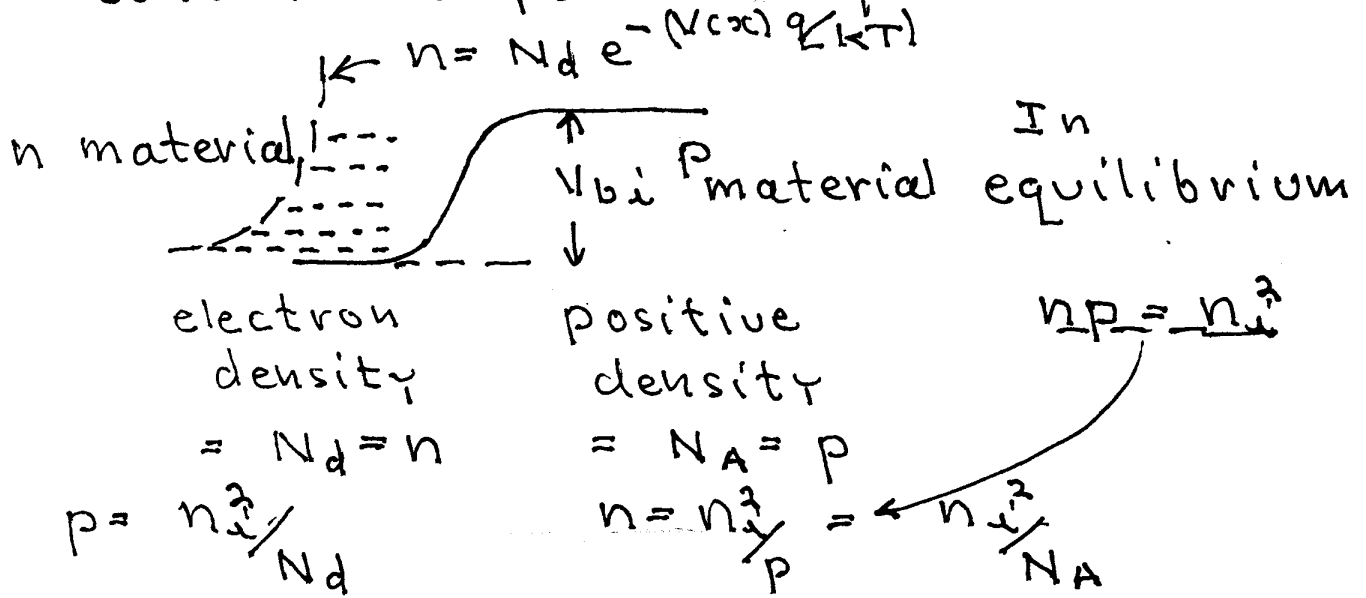 n = N_d e^-(V(x) q/kT)
n material
V_bi
p material
In
equilibrium
electron density
= N_d = n
p = n_i^2/N_d
positive density
= N_A = p
n = n_i^2/p = n_i^2/N_A
np = n_i^2